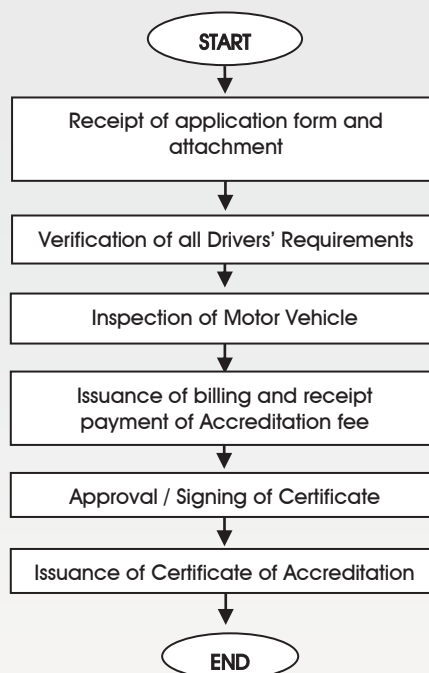 START
Receipt of application form and
attachment
Verification of all Drivers’ Requirements
Inspection of Motor Vehicle
Issuance of billing and receipt
payment of Accreditation fee
Approval / Signing of Certificate
Issuance of Certificate of Accreditation
END